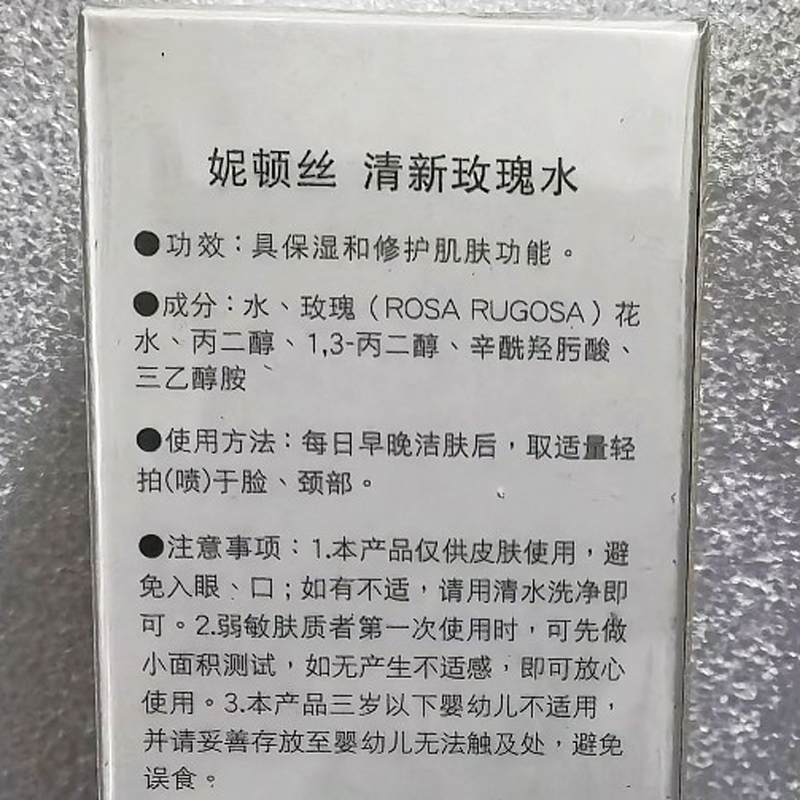 妮顿丝 清新玫瑰水
●功效：具保湿和修护肌肤功能。
●成分：水、玫瑰（ROSA RUGOSA）花
水、丙二醇、1,3-丙二醇、辛酰羟肟酸、
三乙醇胺
●使用方法：每日早晚洁肤后，取适量轻
拍(喷)于脸、颈部。
●注意事项：1.本产品仅供皮肤使用，避
免入眼、口；如有不适，请用清水洗净即
可。2.弱敏肤质者第一次使用时，可先做
小面积测试，如无产生不适感，即可放心
使用。3.本产品三岁以下婴幼儿不适用，
并请妥善存放至婴幼儿无法触及处，避免
误食。